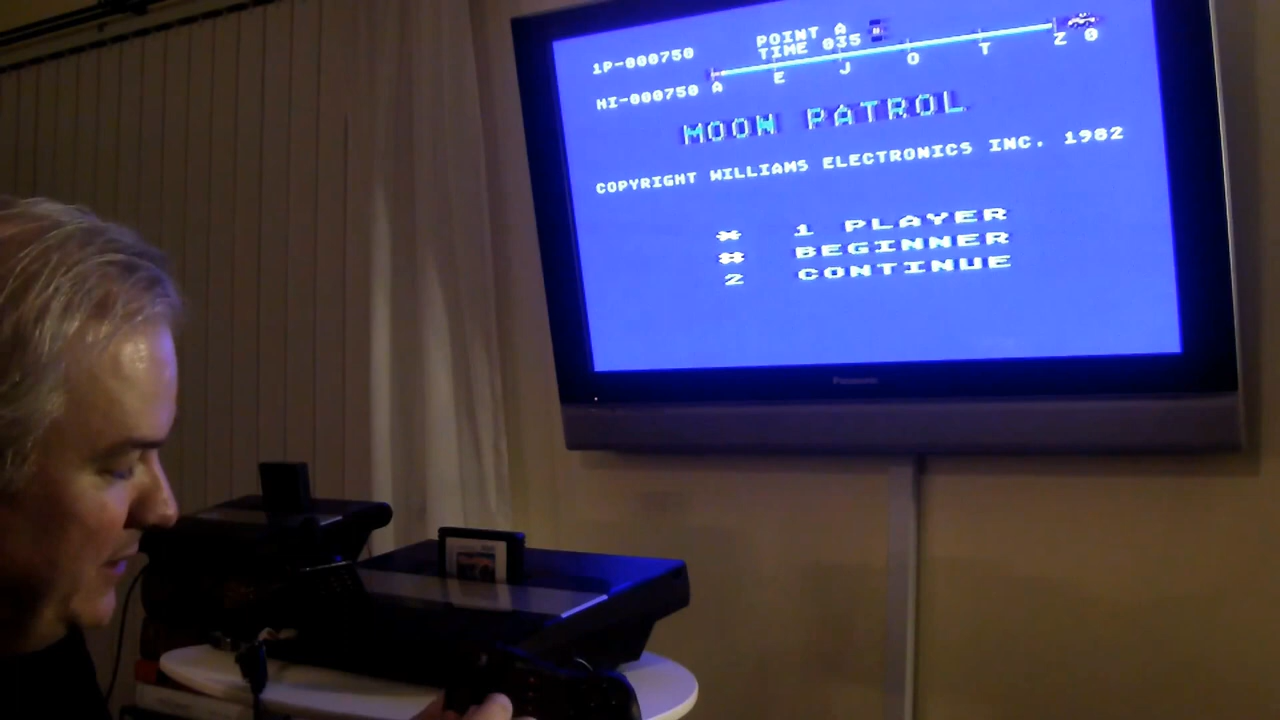 1P-000750
POINT A
TIME 035
HI-000750
A E J O T Z 0
MOON PATROL
COPYRIGHT WILLIAMS ELECTRONICS INC. 1982
* 1 PLAYER
# BEGINNER
2 CONTINUE
Panasonic